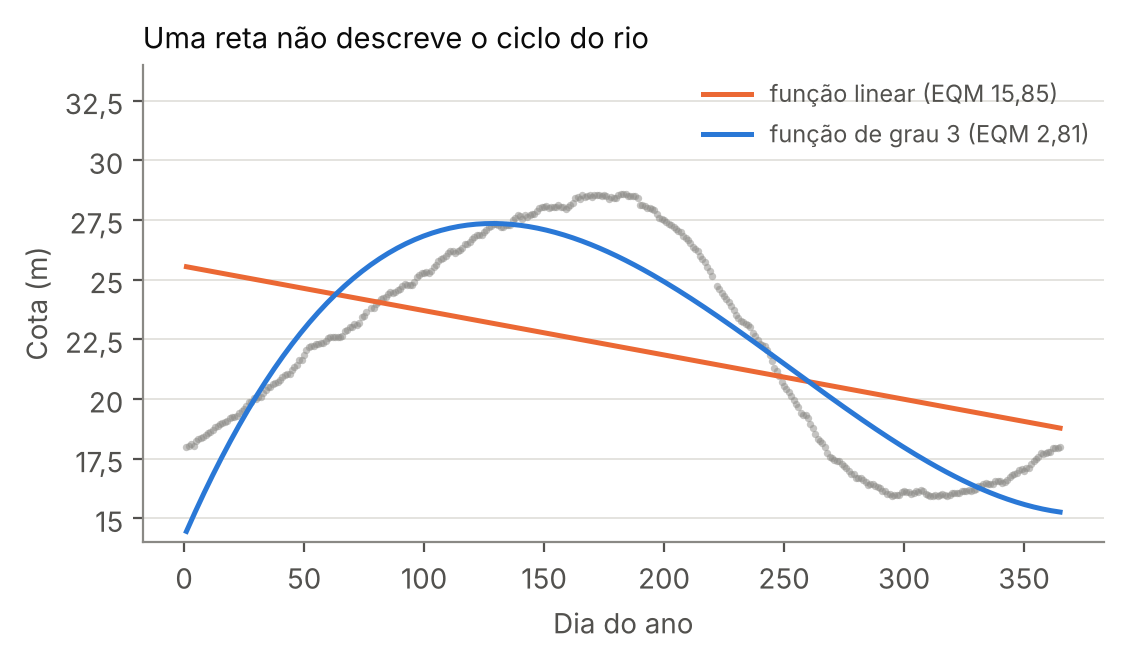 Uma reta não descreve o ciclo do rio
função linear (EQM 15,85)
função de grau 3 (EQM 2,81)
Cota (m)
32,5
30
27,5
25
22,5
20
17,5
15
0 50 100 150 200 250 300 350
Dia do ano